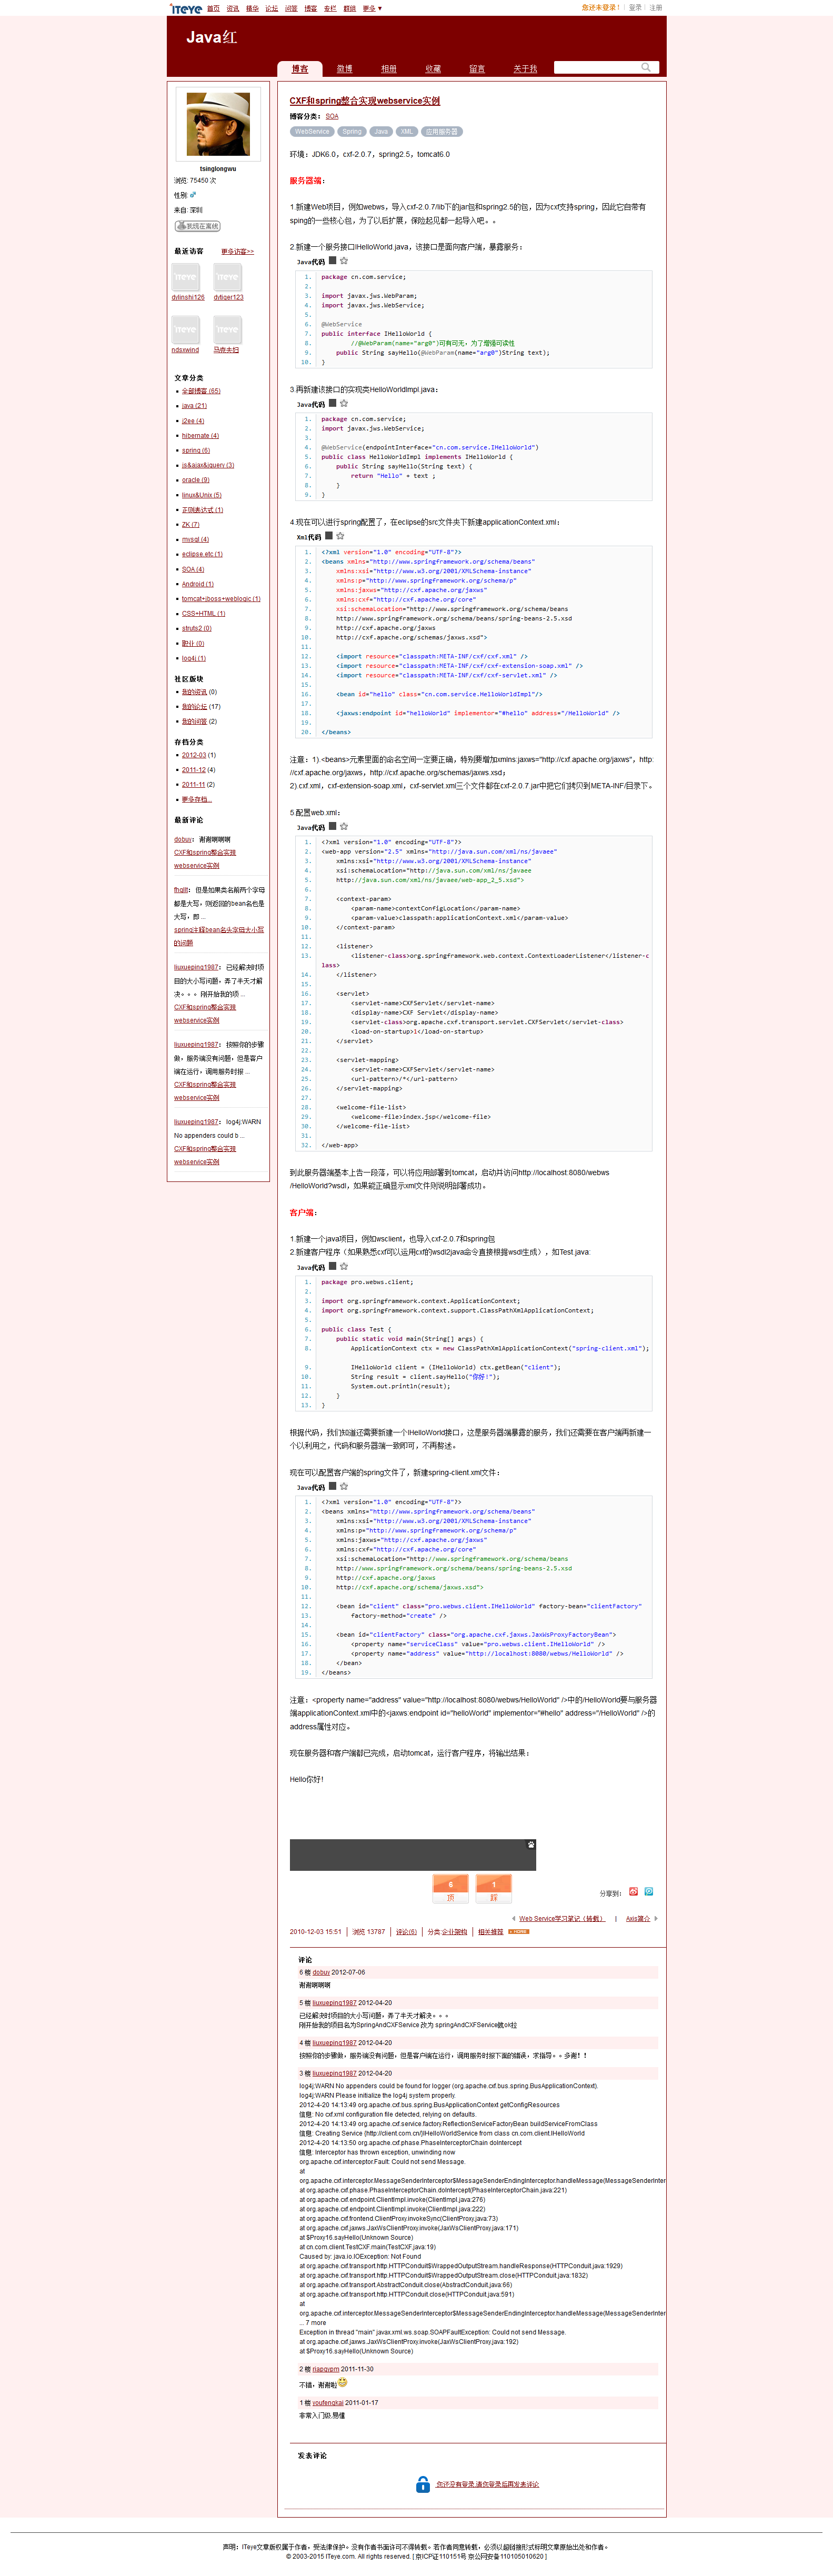 ITeye 首页 资讯 精华 论坛 问答 博客 专栏 群组 更多 ▼
您还未登录! | 登录 | 注册
Java红
博客 微博 相册 收藏 留言 关于我
tsinglongwu
浏览: 75450 次
性别:
来自: 深圳
我现在离线
最近访客 更多访客>>
dylinshi126 dytiger123
ndsxwind 马鹿夫妇
文章分类
全部博客 (65)
java (21)
j2ee (4)
hibernate (4)
spring (6)
js&ajax&jquery (3)
oracle (9)
linux&Unix (5)
正则表达式 (1)
ZK (7)
mysql (4)
eclipse,etc (1)
SOA (4)
Android (1)
tomcat+jboss+weblogic (1)
CSS+HTML (1)
struts2 (0)
log4j (1)
社区版块
我的资讯 (0)
我的论坛 (17)
我的问答 (2)
存档分类
2012-03 (1)
2011-12 (4)
2011-11 (2)
更多存档...
最新评论
dobuy: 谢谢啊啊啊
CXF和spring整合实现
webservice实例
fhqllt: 但是如果类名前两个字母
都是大写,则返回的bean名也是
大写,即 ...
spring注释bean名头字母大小写
的问题
liuxueping1987: 已经解决时项
目的大小写问题,弄了半天才解
决。。。 刚开始我的项 ...
CXF和spring整合实现
webservice实例
liuxueping1987: 按照你的步骤
做,服务端没有问题,但是客户
端在运行,调用服务时报 ...
CXF和spring整合实现
webservice实例
liuxueping1987: log4j:WARN
No appenders could b ...
CXF和spring整合实现
webservice实例
CXF和spring整合实现webservice实例
博客分类: SOA
WebService Spring Java XML 应用服务器
环境:JDK6.0,cxf-2.0.7,spring2.5,tomcat6.0
服务器端:
1.新建Web项目,例如webws,导入cxf-2.0.7/lib下的jar包和spring2.5的包,因为cxf支持spring,因此它自带有
sping的一些核心包,为了以后扩展,保险起见都一起导入吧。。
2.新建一个服务接口IHelloWorld.java,该接口是面向客户端,暴露服务:
Java代码
1. package cn.com.service;
2.
3. import javax.jws.WebParam;
4. import javax.jws.WebService;
5.
6. @WebService
7. public interface IHelloWorld {
8. //@WebParam(name="arg0")可有可无,为了增强可读性
9. public String sayHello(@WebParam(name="arg0")String text);
10. }
3.再新建该接口的实现类HelloWorldImpl.java:
Java代码
1. package cn.com.service;
2. import javax.jws.WebService;
3.
4. @WebService(endpointInterface="cn.com.service.IHelloWorld")
5. public class HelloWorldImpl implements IHelloWorld {
6. public String sayHello(String text) {
7. return "Hello" + text ;
8. }
9. }
4.现在可以进行spring配置了,在eclipse的src文件夹下新建applicationContext.xml:
Xml代码
1. <?xml version="1.0" encoding="UTF-8"?>
2. <beans xmlns="http://www.springframework.org/schema/beans"
3. xmlns:xsi="http://www.w3.org/2001/XMLSchema-instance"
4. xmlns:p="http://www.springframework.org/schema/p"
5. xmlns:jaxws="http://cxf.apache.org/jaxws"
6. xmlns:cxf="http://cxf.apache.org/core"
7. xsi:schemaLocation="http://www.springframework.org/schema/beans
8. http://www.springframework.org/schema/beans/spring-beans-2.5.xsd
9. http://cxf.apache.org/jaxws
10. http://cxf.apache.org/schemas/jaxws.xsd">
11.
12. <import resource="classpath:META-INF/cxf/cxf.xml" />
13. <import resource="classpath:META-INF/cxf/cxf-extension-soap.xml" />
14. <import resource="classpath:META-INF/cxf/cxf-servlet.xml" />
15.
16. <bean id="hello" class="cn.com.service.HelloWorldImpl"/>
17.
18. <jaxws:endpoint id="helloWorld" implementor="#hello" address="/HelloWorld" />
19.
20. </beans>
注意:1).<beans>元素里面的命名空间一定要正确,特别要增加xmlns:jaxws="http://cxf.apache.org/jaxws",http:
//cxf.apache.org/jaxws,http://cxf.apache.org/schemas/jaxws.xsd;
2).cxf.xml,cxf-extension-soap.xml,cxf-servlet.xml三个文件都在cxf-2.0.7.jar中把它们拷贝到META-INF/目录下。
5.配置web.xml:
Java代码
1. <?xml version="1.0" encoding="UTF-8"?>
2. <web-app version="2.5" xmlns="http://java.sun.com/xml/ns/javaee"
3. xmlns:xsi="http://www.w3.org/2001/XMLSchema-instance"
4. xsi:schemaLocation="http://java.sun.com/xml/ns/javaee
5. http://java.sun.com/xml/ns/javaee/web-app_2_5.xsd">
6.
7. <context-param>
8. <param-name>contextConfigLocation</param-name>
9. <param-value>classpath:applicationContext.xml</param-value>
10. </context-param>
11.
12. <listener>
13. <listener-class>org.springframework.web.context.ContextLoaderListener</listener-c
lass>
14. </listener>
15.
16. <servlet>
17. <servlet-name>CXFServlet</servlet-name>
18. <display-name>CXF Servlet</display-name>
19. <servlet-class>org.apache.cxf.transport.servlet.CXFServlet</servlet-class>
20. <load-on-startup>1</load-on-startup>
21. </servlet>
22.
23. <servlet-mapping>
24. <servlet-name>CXFServlet</servlet-name>
25. <url-pattern>/*</url-pattern>
26. </servlet-mapping>
27.
28. <welcome-file-list>
29. <welcome-file>index.jsp</welcome-file>
30. </welcome-file-list>
31.
32. </web-app>
到此服务器端基本上告一段落,可以将应用部署到tomcat,启动并访问http://localhost:8080/webws
/HelloWorld?wsdl,如果能正确显示xml文件则说明部署成功。
客户端:
1.新建一个java项目,例如wsclient,也导入cxf-2.0.7和spring包
2.新建客户程序(如果熟悉cxf可以运用cxf的wsdl2java命令直接根据wsdl生成),如Test.java:
Java代码
1. package pro.webws.client;
2.
3. import org.springframework.context.ApplicationContext;
4. import org.springframework.context.support.ClassPathXmlApplicationContext;
5.
6. public class Test {
7. public static void main(String[] args) {
8. ApplicationContext ctx = new ClassPathXmlApplicationContext("spring-client.xml");
9. IHelloWorld client = (IHelloWorld) ctx.getBean("client");
10. String result = client.sayHello("你好!");
11. System.out.println(result);
12. }
13. }
根据代码,我们知道还需要新建一个IHelloWorld接口,这是服务器端暴露的服务,我们还需要在客户端再新建一
个以利用之,代码和服务器端一致即可,不再赘述。
现在可以配置客户端的spring文件了,新建spring-client.xml文件:
Java代码
1. <?xml version="1.0" encoding="UTF-8"?>
2. <beans xmlns="http://www.springframework.org/schema/beans"
3. xmlns:xsi="http://www.w3.org/2001/XMLSchema-instance"
4. xmlns:p="http://www.springframework.org/schema/p"
5. xmlns:jaxws="http://cxf.apache.org/jaxws"
6. xmlns:cxf="http://cxf.apache.org/core"
7. xsi:schemaLocation="http://www.springframework.org/schema/beans
8. http://www.springframework.org/schema/beans/spring-beans-2.5.xsd
9. http://cxf.apache.org/jaxws
10. http://cxf.apache.org/schema/jaxws.xsd">
11.
12. <bean id="client" class="pro.webws.client.IHelloWorld" factory-bean="clientFactory"
13. factory-method="create" />
14.
15. <bean id="clientFactory" class="org.apache.cxf.jaxws.JaxWsProxyFactoryBean">
16. <property name="serviceClass" value="pro.webws.client.IHelloWorld" />
17. <property name="address" value="http://localhost:8080/webws/HelloWorld" />
18. </bean>
19. </beans>
注意:<property name="address" value="http://localhost:8080/webws/HelloWorld" />中的/HelloWorld要与服务器
端applicationContext.xml中的<jaxws:endpoint id="helloWorld" implementor="#hello" address="/HelloWorld" />的
address属性对应。
现在服务器和客户端都已完成,启动tomcat,运行客户程序,将输出结果:
Hello你好!
6 顶
1 踩
分享到:
Web Service学习笔记(转载) | Axis简介
2010-12-03 15:51 | 浏览 13787 | 评论(6) | 分类:企业架构 | 相关推荐
评论
6 楼 dobuy 2012-07-06
谢谢啊啊啊
5 楼 liuxueping1987 2012-04-20
已经解决时项目的大小写问题,弄了半天才解决。。。
刚开始我的项目名为SpringAndCXFService 改为 springAndCXFService就ok拉
4 楼 liuxueping1987 2012-04-20
按照你的步骤做,服务端没有问题,但是客户端在运行,调用服务时报下面的错误,求指导。。多谢!!
3 楼 liuxueping1987 2012-04-20
log4j:WARN No appenders could be found for logger (org.apache.cxf.bus.spring.BusApplicationContext).
log4j:WARN Please initialize the log4j system properly.
2012-4-20 14:13:49 org.apache.cxf.bus.spring.BusApplicationContext getConfigResources
信息: No cxf.xml configuration file detected, relying on defaults.
2012-4-20 14:13:49 org.apache.cxf.service.factory.ReflectionServiceFactoryBean buildServiceFromClass
信息: Creating Service {http://client.com.cn/}IHelloWorldService from class cn.com.client.IHelloWorld
2012-4-20 14:13:50 org.apache.cxf.phase.PhaseInterceptorChain doIntercept
信息: Interceptor has thrown exception, unwinding now
org.apache.cxf.interceptor.Fault: Could not send Message.
at
org.apache.cxf.interceptor.MessageSenderInterceptor$MessageSenderEndingInterceptor.handleMessage(MessageSenderInter
at org.apache.cxf.phase.PhaseInterceptorChain.doIntercept(PhaseInterceptorChain.java:221)
at org.apache.cxf.endpoint.ClientImpl.invoke(ClientImpl.java:276)
at org.apache.cxf.endpoint.ClientImpl.invoke(ClientImpl.java:222)
at org.apache.cxf.frontend.ClientProxy.invokeSync(ClientProxy.java:73)
at org.apache.cxf.jaxws.JaxWsClientProxy.invoke(JaxWsClientProxy.java:171)
at $Proxy16.sayHello(Unknown Source)
at cn.com.client.TestCXF.main(TestCXF.java:19)
Caused by: java.io.IOException: Not Found
at org.apache.cxf.transport.http.HTTPConduit$WrappedOutputStream.handleResponse(HTTPConduit.java:1929)
at org.apache.cxf.transport.http.HTTPConduit$WrappedOutputStream.close(HTTPConduit.java:1832)
at org.apache.cxf.transport.AbstractConduit.close(AbstractConduit.java:66)
at org.apache.cxf.transport.http.HTTPConduit.close(HTTPConduit.java:591)
at
org.apache.cxf.interceptor.MessageSenderInterceptor$MessageSenderEndingInterceptor.handleMessage(MessageSenderInter
... 7 more
Exception in thread "main" javax.xml.ws.soap.SOAPFaultException: Could not send Message.
at org.apache.cxf.jaxws.JaxWsClientProxy.invoke(JaxWsClientProxy.java:192)
at $Proxy16.sayHello(Unknown Source)
2 楼 rjapgypm 2011-11-30
不错,谢谢啦
1 楼 youfengkai 2011-01-17
非常入门级,易懂
发表评论
您还没有登录,请您登录后再发表评论
声明:ITeye文章版权属于作者,受法律保护。没有作者书面许可不得转载。若作者同意转载,必须以超链接形式标明文章原始出处和作者。
© 2003-2015 ITeye.com. All rights reserved. [ 京ICP证110151号 京公网安备110105010620 ]